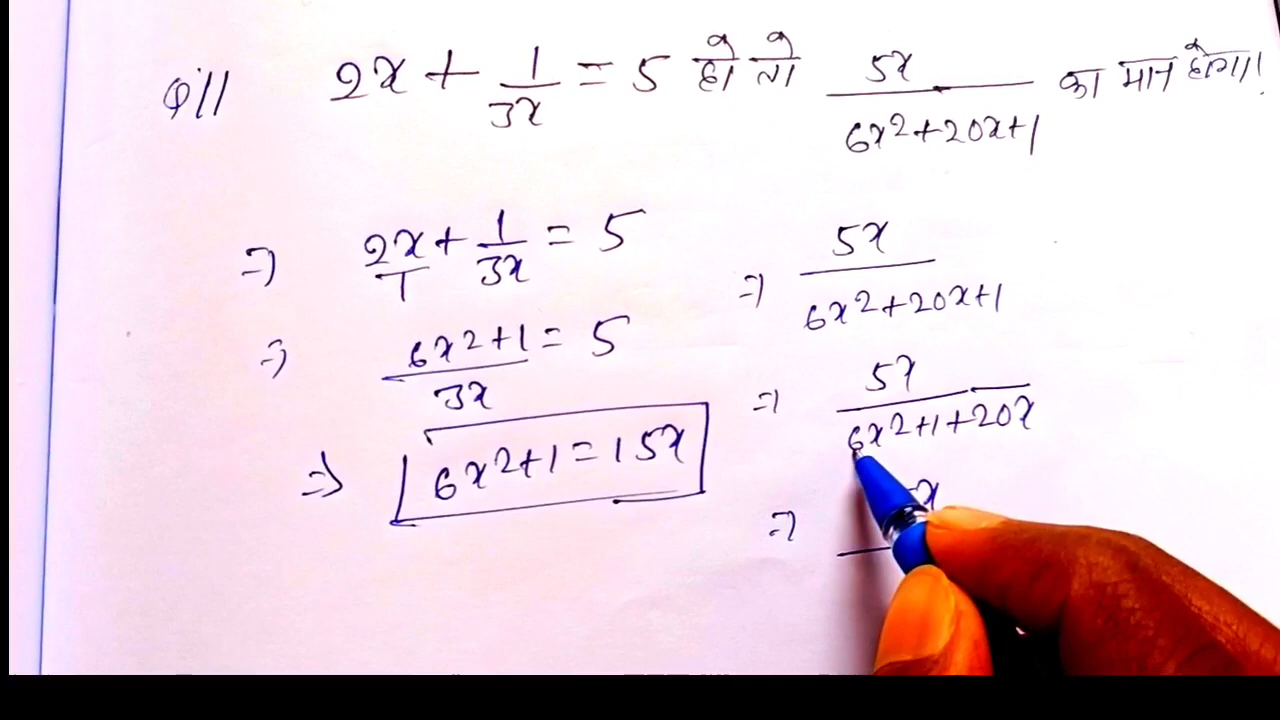 Q11 2x + 1/3x = 5 हो तो 5x/6x²+20x+1 का मान होगा।
⇒ 2x/1 + 1/3x = 5
⇒ 6x²+1/3x = 5
⇒ 6x²+1 = 15x
⇒ 5x/6x²+20x+1
⇒ 5x/6x²+1+20x
⇒ x